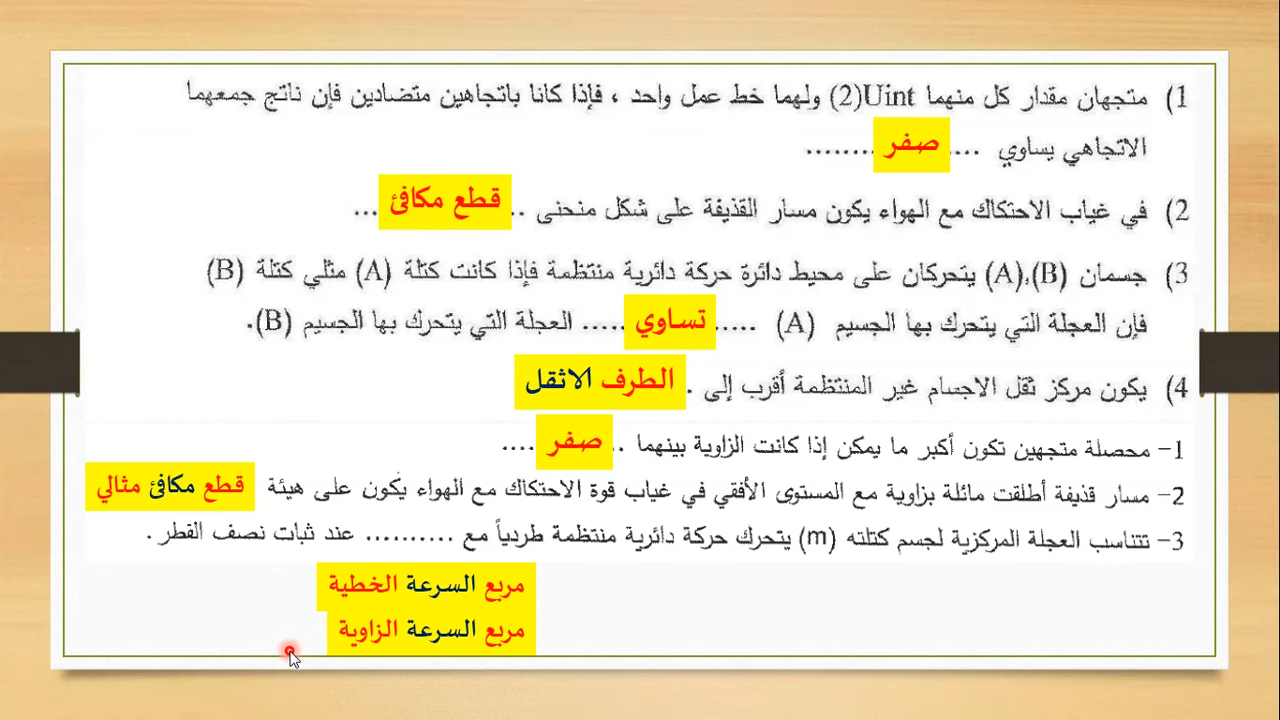 1) متجهان مقدار كل منهما Uint(2) ولهما خط عمل واحد ، فإذا كانا باتجاهين متضادين فإن ناتج جمعهما
الاتجاهي يساوي .... صفر ........
2) في غياب الاحتكاك مع الهواء يكون مسار القذيفة على شكل منحنى .. قطع مكافئ ...
3) جسمان (A),(B) يتحركان على محيط دائرة حركة دائرية منتظمة فإذا كانت كتلة (A) مثلي كتلة (B)
فإن العجلة التي يتحرك بها الجسيم (A) ..... تساوي ..... العجلة التي يتحرك بها الجسيم (B).
4) يكون مركز ثقل الاجسام غير المنتظمة أقرب إلى . الطرف الاثقل
1- محصلة متجهين تكون أكبر ما يمكن إذا كانت الزاوية بينهما .. صفر ....
2- مسار قذيفة أطلقت مائلة بزاوية مع المستوى الأفقي في غياب قوة الاحتكاك مع الهواء يكون على هيئة قطع مكافئ مثالي
3- تتناسب العجلة المركزية لجسم كتلته (m) يتحرك حركة دائرية منتظمة طردياً مع .......... عند ثبات نصف القطر .
مربع السرعة الخطية
مربع السرعة الزاوية